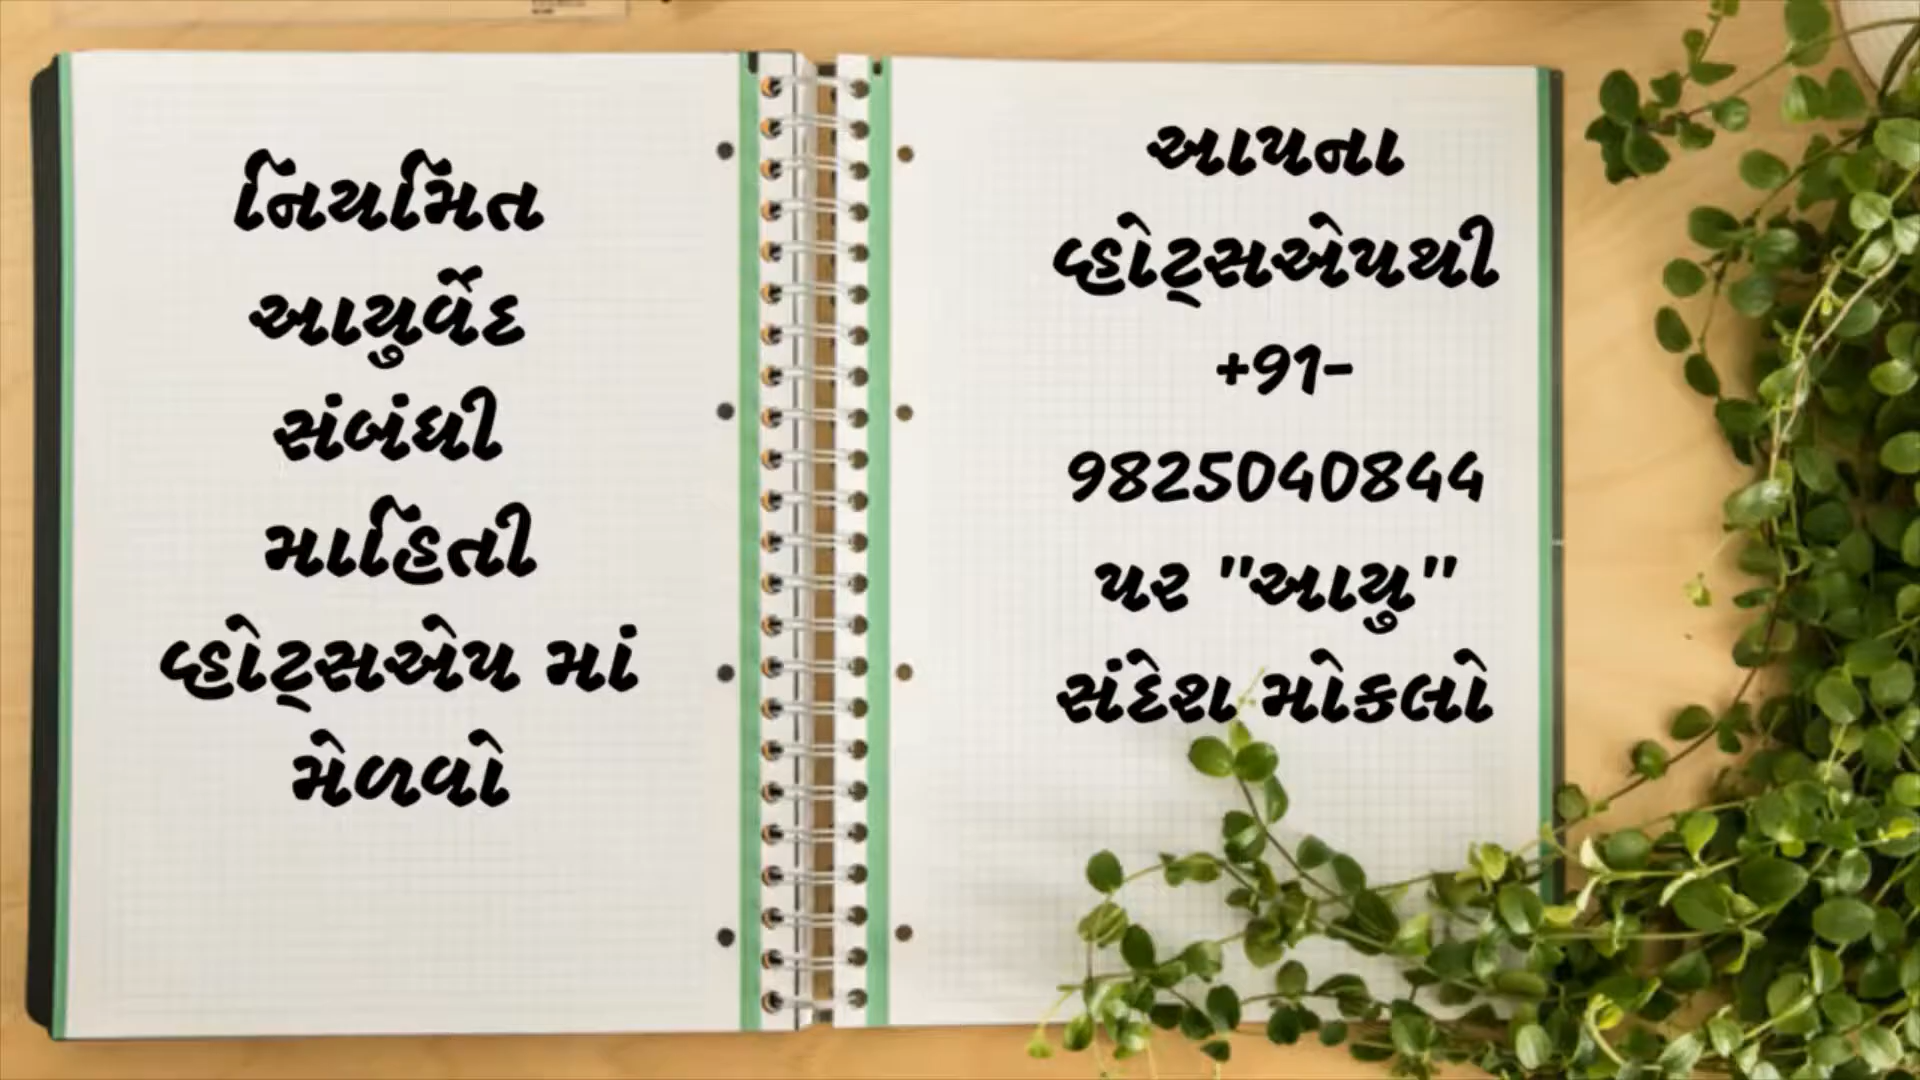 નિયમિત
આયુર્વેદ
સંબંધી
માહિતી
વ્હોટ્સએપ માં
મેળવો
આપના
વ્હોટ્સએપથી
+91-
9825040844
પર "આયુ"
સંદેશ મોકલો